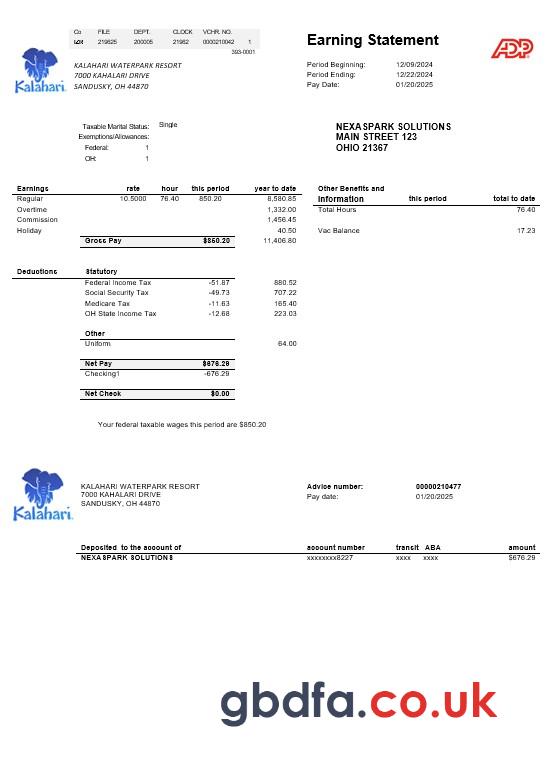 Co FILE DEPT. CLOCK VCHR. NO.
219625 200005 21962 0000210042 1
393-0001
Earning Statement
ADP
Kalahari.
KALAHARI WATERPARK RESORT
7000 KAHALARI DRIVE
SANDUSKY, OH 44870
Period Beginning: 12/09/2024
Period Ending: 12/22/2024
Pay Date: 01/20/2025
Taxable Marital Status: Single
Exemptions/Allowances:
Federal: 1
OH: 1
NEXASPARK SOLUTIONS
MAIN STREET 123
OHIO 21367
Earnings rate hour this period year to date
Regular 10.5000 76.40 850.20 8,580.85
Overtime 1,332.00
Commission 1,456.45
Holiday 40.50
Gross Pay $850.20 11,406.80
Other Benefits and
Information this period total to date
Total Hours 76.40
Vac Balance 17.23
Deductions Statutory
Federal Income Tax -51.87 880.52
Social Security Tax -49.73 707.22
Medicare Tax -11.63 165.40
OH State Income Tax -12.68 223.03
Other
Uniform 64.00
Net Pay $676.29
Checking1 -676.29
Net Check $0.00
Your federal taxable wages this period are $850.20
Kalahari.
KALAHARI WATERPARK RESORT
7000 KAHALARI DRIVE
SANDUSKY, OH 44870
Advice number: 00000210477
Pay date: 01/20/2025
Deposited to the account of account number transit ABA amount
NEXASPARK SOLUTIONS xxxxxxxx8227 xxxx xxxx $676.29
gbdfa.co.uk